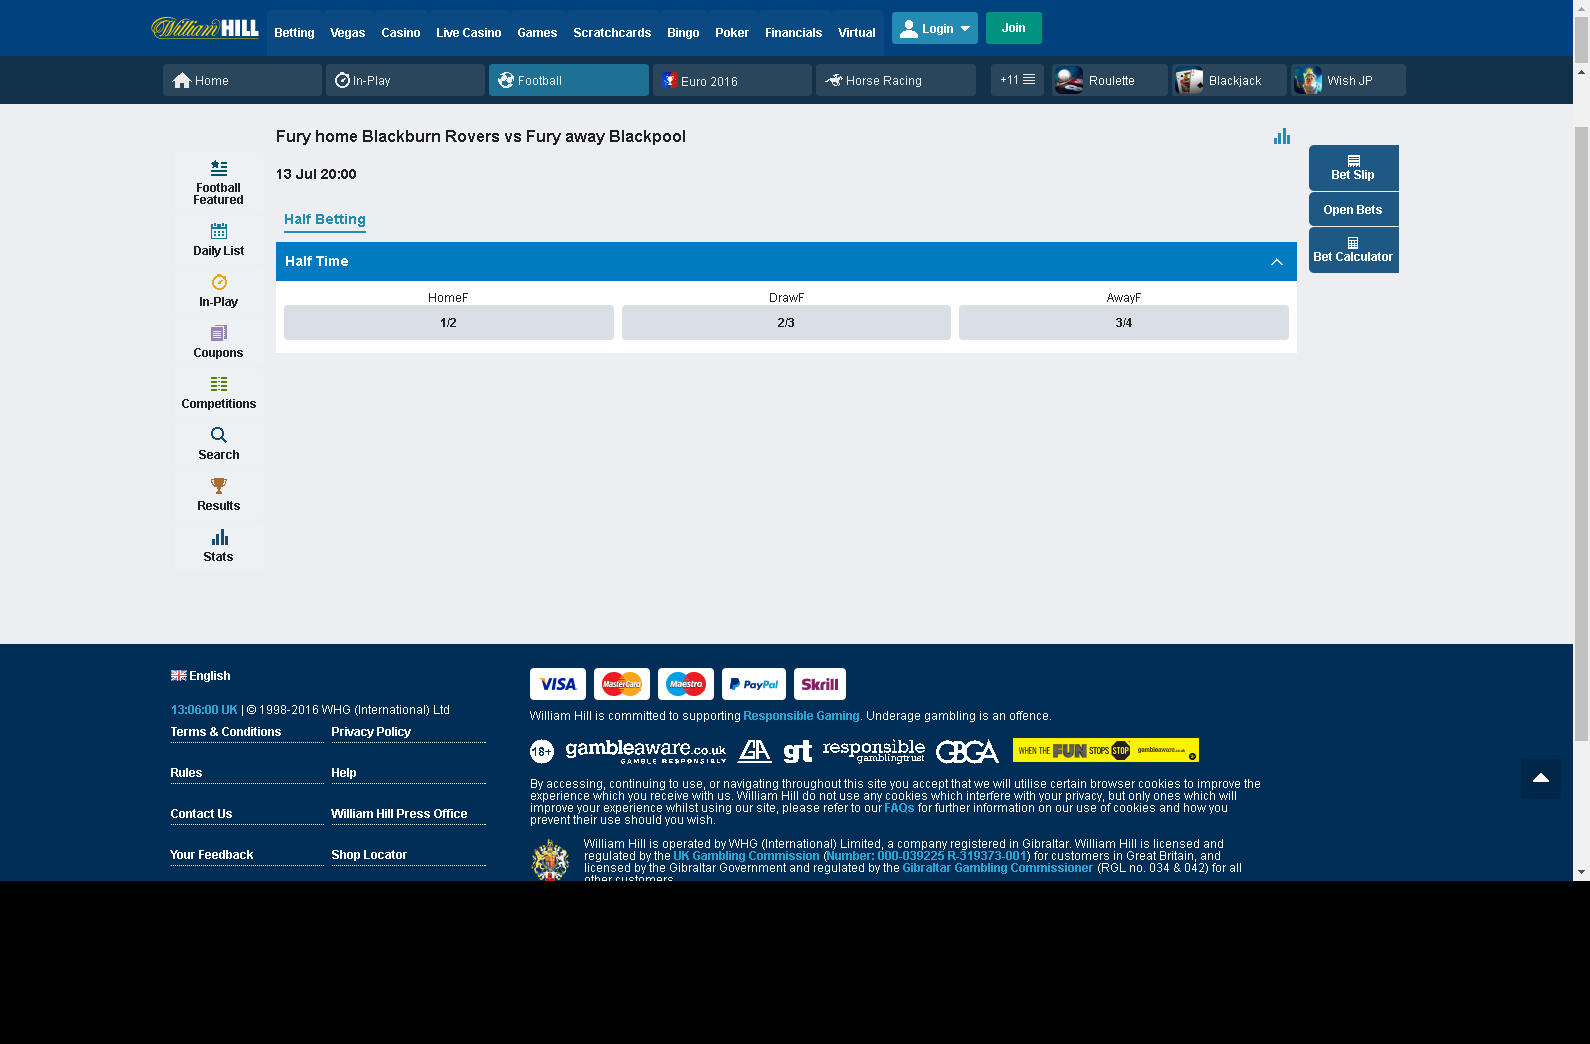 William HILL
Betting Vegas Casino Live Casino Games Scratchcards Bingo Poker Financials Virtual Login Join
Home In-Play Football Euro 2016 Horse Racing +11 Roulette Blackjack Wish JP
Fury home Blackburn Rovers vs Fury away Blackpool
13 Jul 20:00
Half Betting
Half Time
HomeF DrawF AwayF
1/2 2/3 3/4
Football
Featured
Daily List
In-Play
Coupons
Competitions
Search
Results
Stats
Bet Slip
Open Bets
Bet Calculator
English
13:06:00 UK | © 1998-2016 WHG (International) Ltd
Terms & Conditions Privacy Policy
Rules Help
Contact Us William Hill Press Office
Your Feedback Shop Locator
VISA MasterCard Maestro PayPal Skrill
William Hill is committed to supporting Responsible Gaming. Underage gambling is an offence.
18+ gambleaware.co.uk GAMBLE RESPONSIBLY GA gt responsible gamblingtrust GBGA WHEN THE FUN STOPS STOP gambleaware.co.uk
By accessing, continuing to use, or navigating throughout this site you accept that we will utilise certain browser cookies to improve the
experience which you receive with us. William Hill do not use any cookies which interfere with your privacy, but only ones which will
improve your experience whilst using our site, please refer to our FAQs for further information on our use of cookies and how you
prevent their use should you wish.
William Hill is operated by WHG (International) Limited, a company registered in Gibraltar. William Hill is licensed and
regulated by the UK Gambling Commission (Number: 000-039225 R-319373-001) for customers in Great Britain, and
licensed by the Gibraltar Government and regulated by the Gibraltar Gambling Commissioner (RGL no. 034 & 042) for all
other customers.